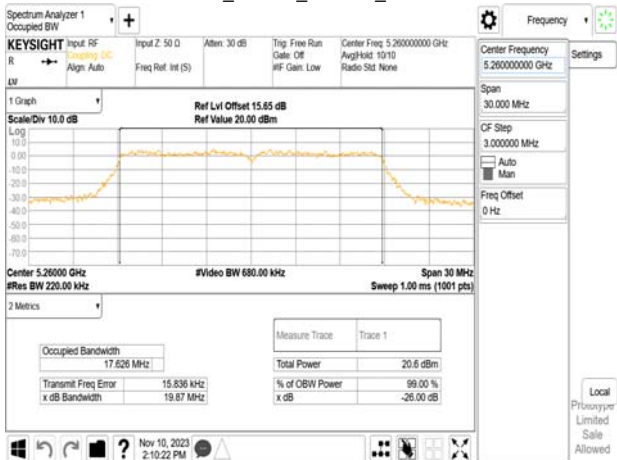 Spectrum Analyzer 1
Occupied BW
+
Frequency
KEYSIGHT Input: RF
Coupling: DC
Align: Auto
Input Z: 50 Ω
Freq Ref: Int (S)
Atten: 30 dB
Trig: Free Run
Gate: Off
#IF Gain: Low
Center Freq: 5.260000000 GHz
Avg|Hold: 10/10
Radio Std: None
R
Center Frequency
5.260000000 GHz
Settings
Span
30.000 MHz
CF Step
3.000000 MHz
Auto
Man
Freq Offset
0 Hz
1 Graph
Ref Lvl Offset 15.65 dB
Scale/Div 10.0 dB
Ref Value 20.00 dBm
Log
10.0
0.00
-10.0
-20.0
-30.0
-40.0
-50.0
-60.0
-70.0
Center 5.26000 GHz
#Video BW 680.00 kHz
Span 30 MHz
#Res BW 220.00 kHz
Sweep 1.00 ms (1001 pts)
2 Metrics
Measure Trace
Trace 1
Occupied Bandwidth
17.626 MHz
Total Power
20.6 dBm
Transmit Freq Error
15.836 kHz
% of OBW Power
99.00 %
x dB Bandwidth
19.87 MHz
x dB
-26.00 dB
Local
Prototype
Limited
Sale
Allowed
?
Nov 10, 2023
2:10:22 PM